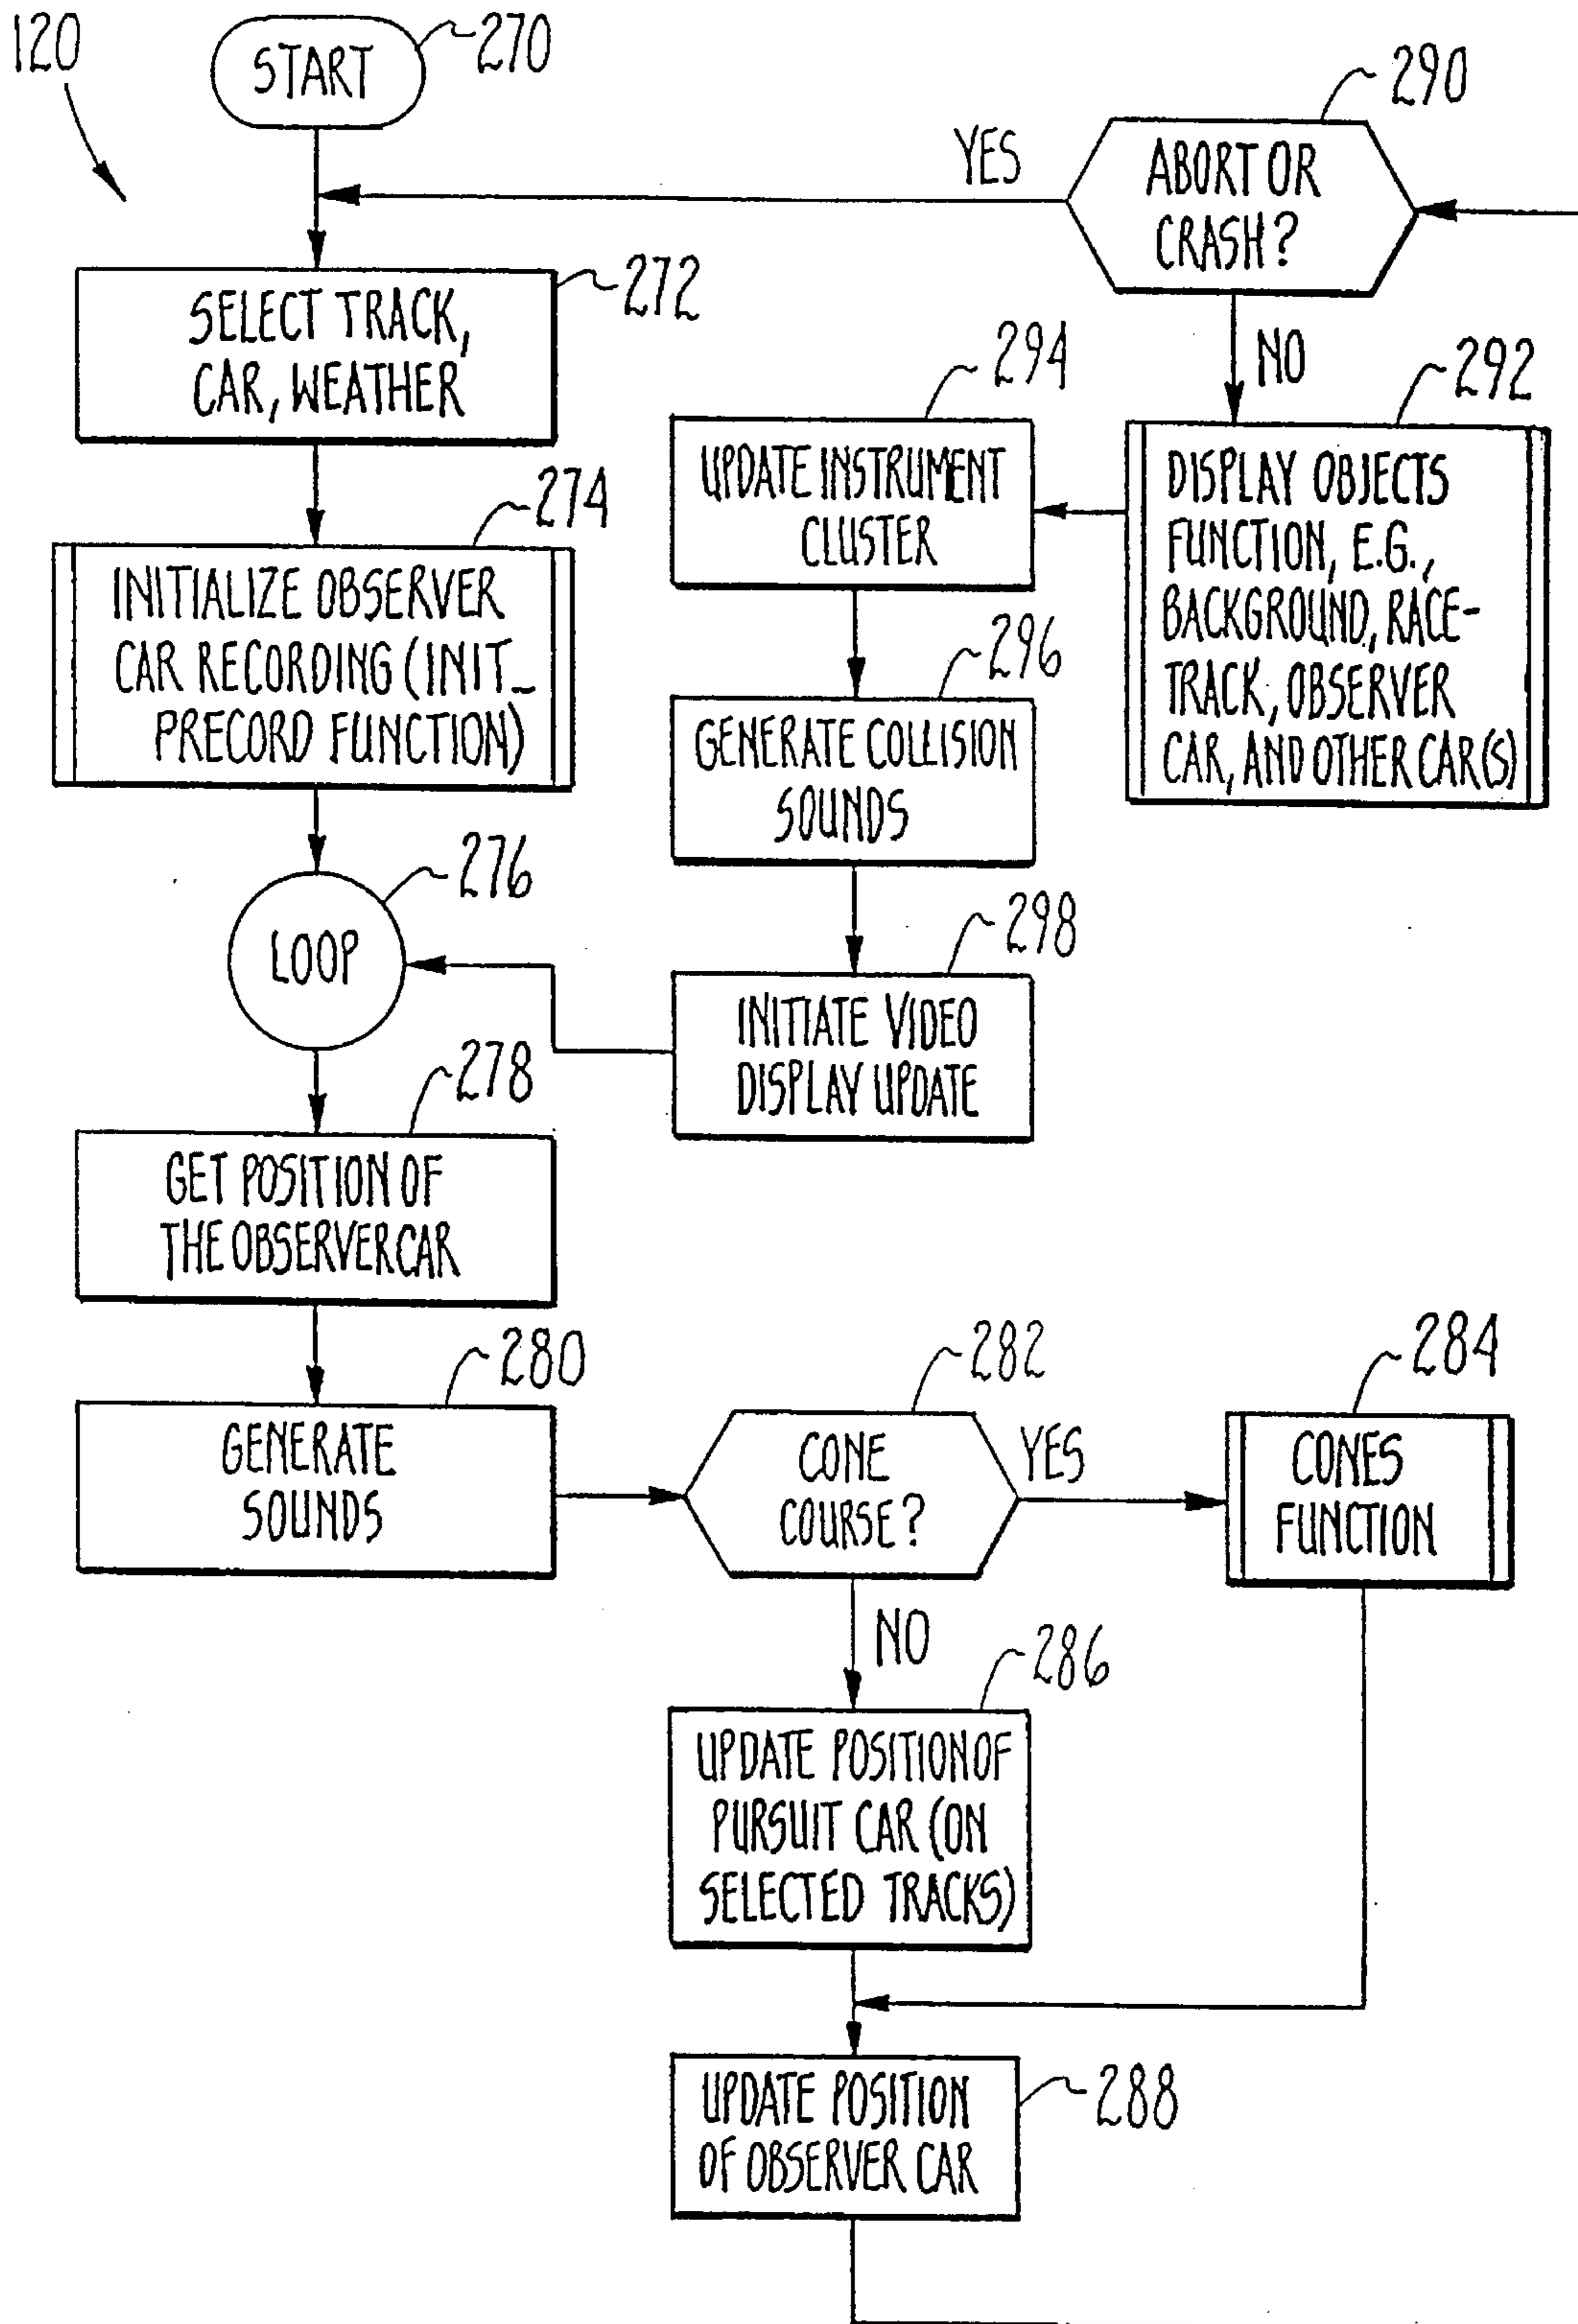 120
START
270
SELECT TRACK,
CAR, WEATHER
272
INITIALIZE OBSERVER
CAR RECORDING (INIT_
PRECORD FUNCTION)
274
LOOP
276
GET POSITION OF
THE OBSERVER CAR
278
GENERATE
SOUNDS
280
CONE
COURSE?
282
YES
CONES
FUNCTION
284
NO
UPDATE POSITION OF
PURSUIT CAR (ON
SELECTED TRACKS)
286
UPDATE POSITION
OF OBSERVER CAR
288
ABORT OR
CRASH?
290
YES
NO
DISPLAY OBJECTS
FUNCTION, E.G.,
BACKGROUND, RACE-
TRACK, OBSERVER
CAR, AND OTHER CAR(S)
292
UPDATE INSTRUMENT
CLUSTER
294
GENERATE COLLISION
SOUNDS
296
INITIATE VIDEO
DISPLAY UPDATE
298